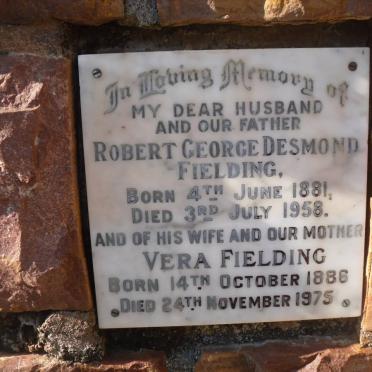 In Loving Memory of
MY DEAR HUSBAND
AND OUR FATHER
ROBERT GEORGE DESMOND
FIELDING,
BORN 4TH JUNE 1881,
DIED 3RD JULY 1958.
AND OF HIS WIFE AND OUR MOTHER
VERA FIELDING
BORN 14TH OCTOBER 1886
DIED 24TH NOVEMBER 1975